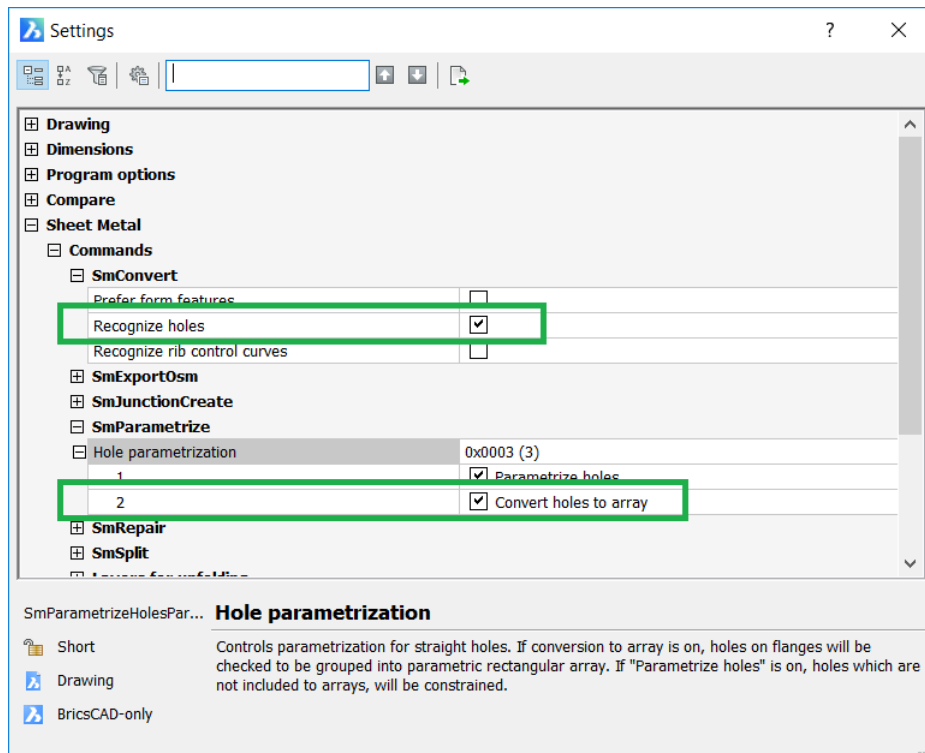 Settings
?
Drawing
Dimensions
Program options
Compare
Sheet Metal
Commands
SmConvert
Prefer form features
Recognize holes
Recognize rib control curves
SmExportOsm
SmJunctionCreate
SmParametrize
Hole parametrization 0x0003 (3)
1 Parametrize holes
2 Convert holes to array
SmRepair
SmSplit
Layers for unfolding
SmParametrizeHolesPar... Hole parametrization
Short
Drawing
BricsCAD-only
Controls parametrization for straight holes. If conversion to array is on, holes on flanges will be
checked to be grouped into parametric rectangular array. If "Parametrize holes" is on, holes which are
not included to arrays, will be constrained.